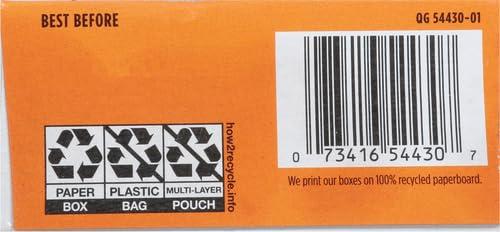 BEST BEFORE
QG 54430-01
0 73416 54430 7
We print our boxes on 100% recycled paperboard.
how2recycle.info
PAPER
BOX
PLASTIC
BAG
MULTI-LAYER
POUCH